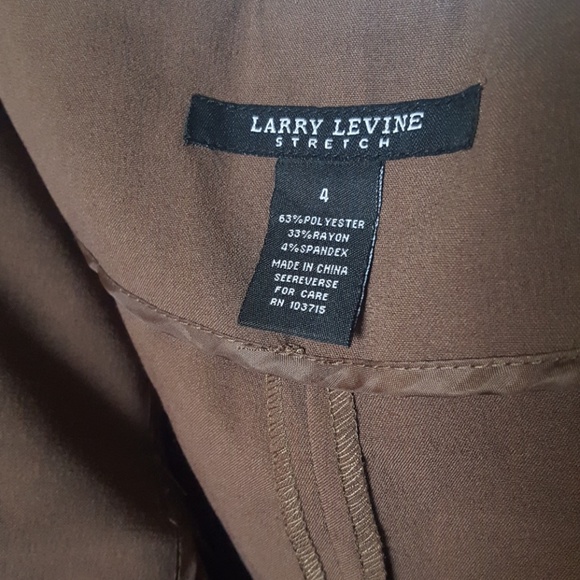 LARRY LEVINE
STRETCH
4
63%POLYESTER
33%RAYON
4%SPANDEX
MADE IN CHINA
SEEREVERSE
FOR CARE
RN 103715